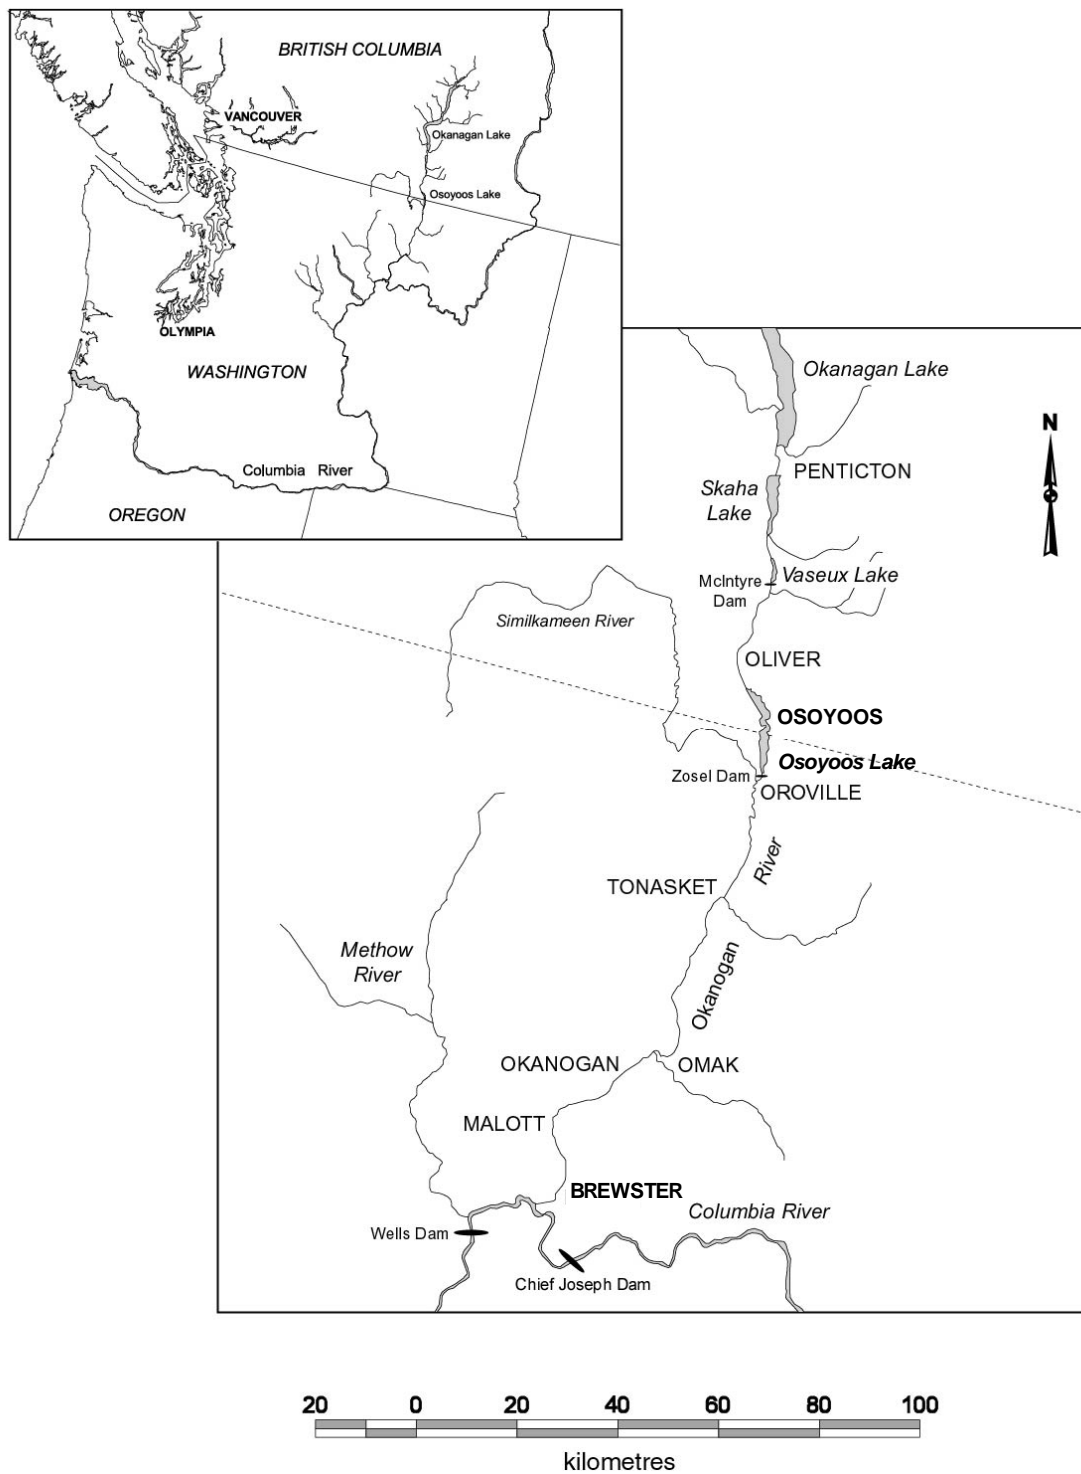 BRITISH COLUMBIA
VANCOUVER
Okanagan Lake
Osoyoos Lake
OLYMPIA
WASHINGTON
Columbia River
OREGON
Okanagan Lake
N
PENTICTON
Skaha
Lake
Vaseux Lake
McIntyre
Dam
Similkameen River
OLIVER
OSOYOOS
Osoyoos Lake
Zosel Dam
OROVILLE
River
TONASKET
Okanogan
Methow
River
OKANOGAN
OMAK
MALOTT
BREWSTER
Columbia River
Wells Dam
Chief Joseph Dam
20 0 20 40 60 80 100
kilometres